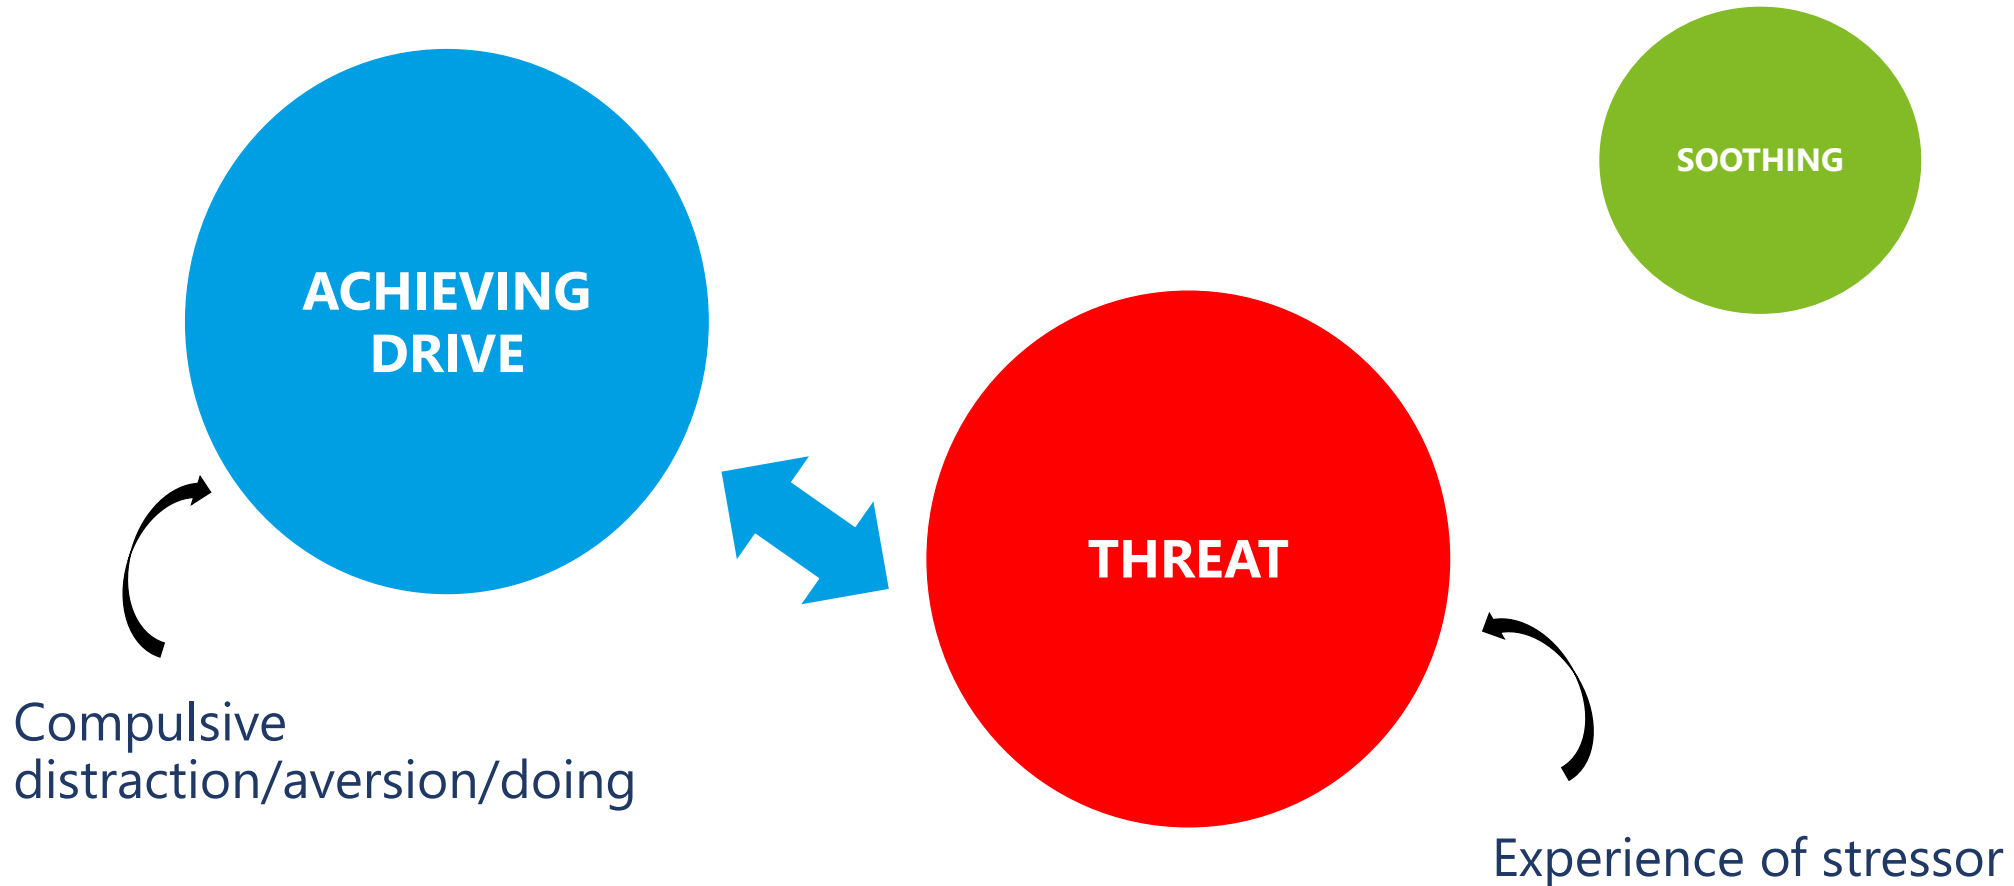 ACHIEVING
DRIVE
SOOTHING
THREAT
Compulsive
distraction/aversion/doing
Experience of stressor